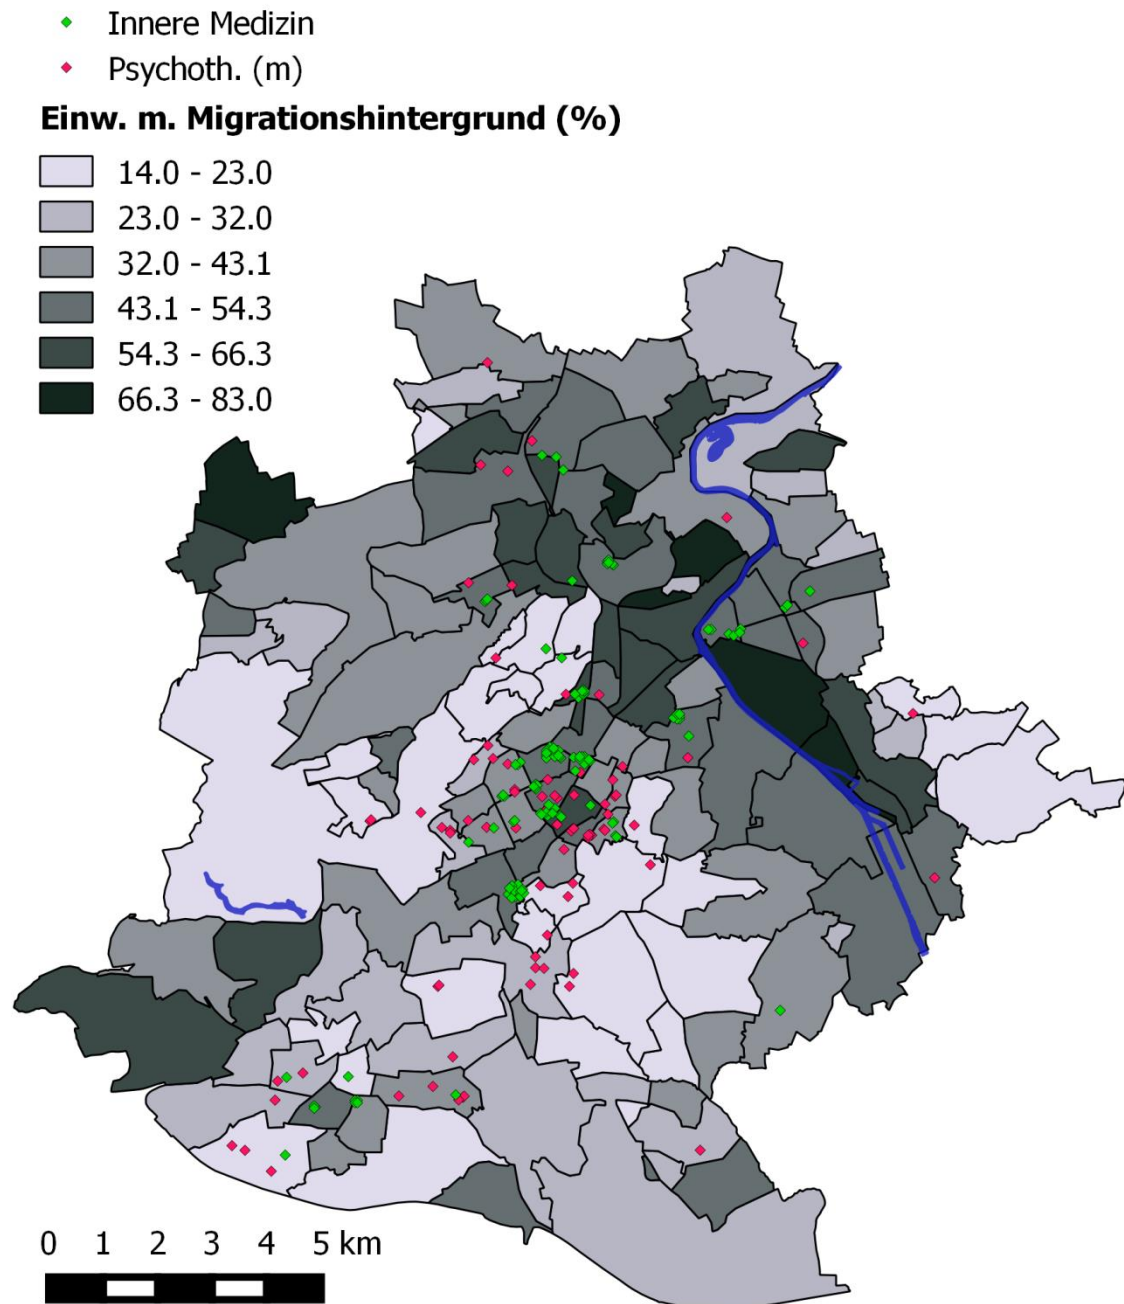 Innere Medizin
Psychoth. (m)
Einw. m. Migrationshintergrund (%)
14.0 - 23.0
23.0 - 32.0
32.0 - 43.1
43.1 - 54.3
54.3 - 66.3
66.3 - 83.0
0 1 2 3 4 5 km